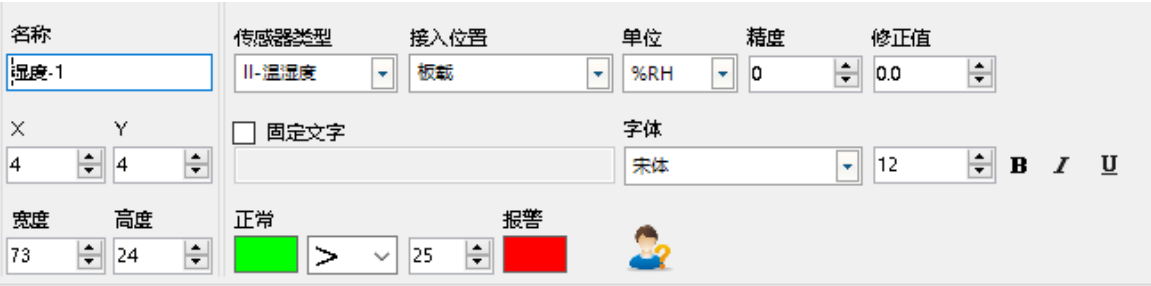 名称 传感器类型 接入位置 单位 精度 修正值
湿度-1 II-温湿度 板载 %RH 0 0.0
X Y 固定文字 字体
4 4 宋体 12 B I U
宽度 高度 正常 报警
73 24 > 25 ?